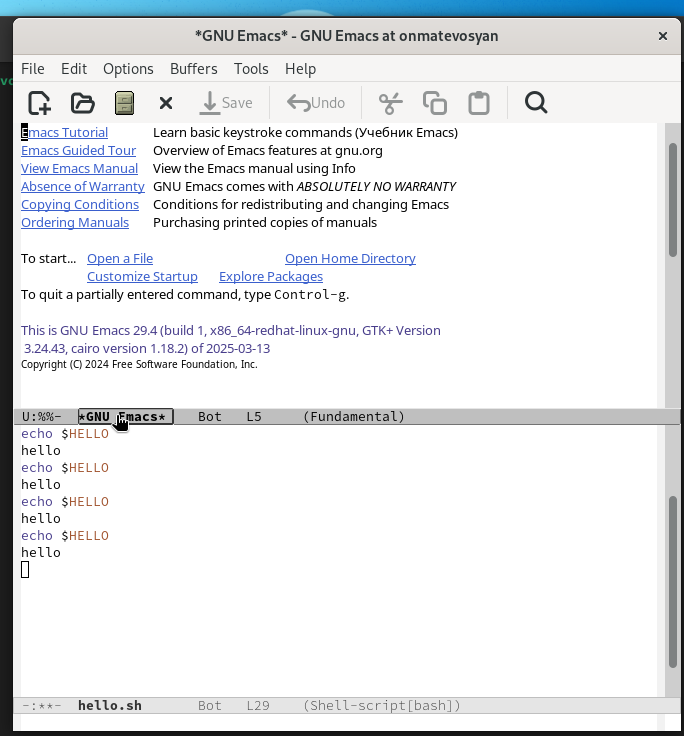 *GNU Emacs* - GNU Emacs at onmatevosyan
File Edit Options Buffers Tools Help
Save Undo
Emacs Tutorial Learn basic keystroke commands (Учебник Emacs)
Emacs Guided Tour Overview of Emacs features at gnu.org
View Emacs Manual View the Emacs manual using Info
Absence of Warranty GNU Emacs comes with ABSOLUTELY NO WARRANTY
Copying Conditions Conditions for redistributing and changing Emacs
Ordering Manuals Purchasing printed copies of manuals
To start... Open a File Open Home Directory
Customize Startup Explore Packages
To quit a partially entered command, type Control-g.
This is GNU Emacs 29.4 (build 1, x86_64-redhat-linux-gnu, GTK+ Version
3.24.43, cairo version 1.18.2) of 2025-03-13
Copyright (C) 2024 Free Software Foundation, Inc.
U:%%- *GNU Emacs* Bot L5 (Fundamental)
echo $HELLO
hello
echo $HELLO
hello
echo $HELLO
hello
echo $HELLO
hello
-:**- hello.sh Bot L29 (Shell-script[bash])